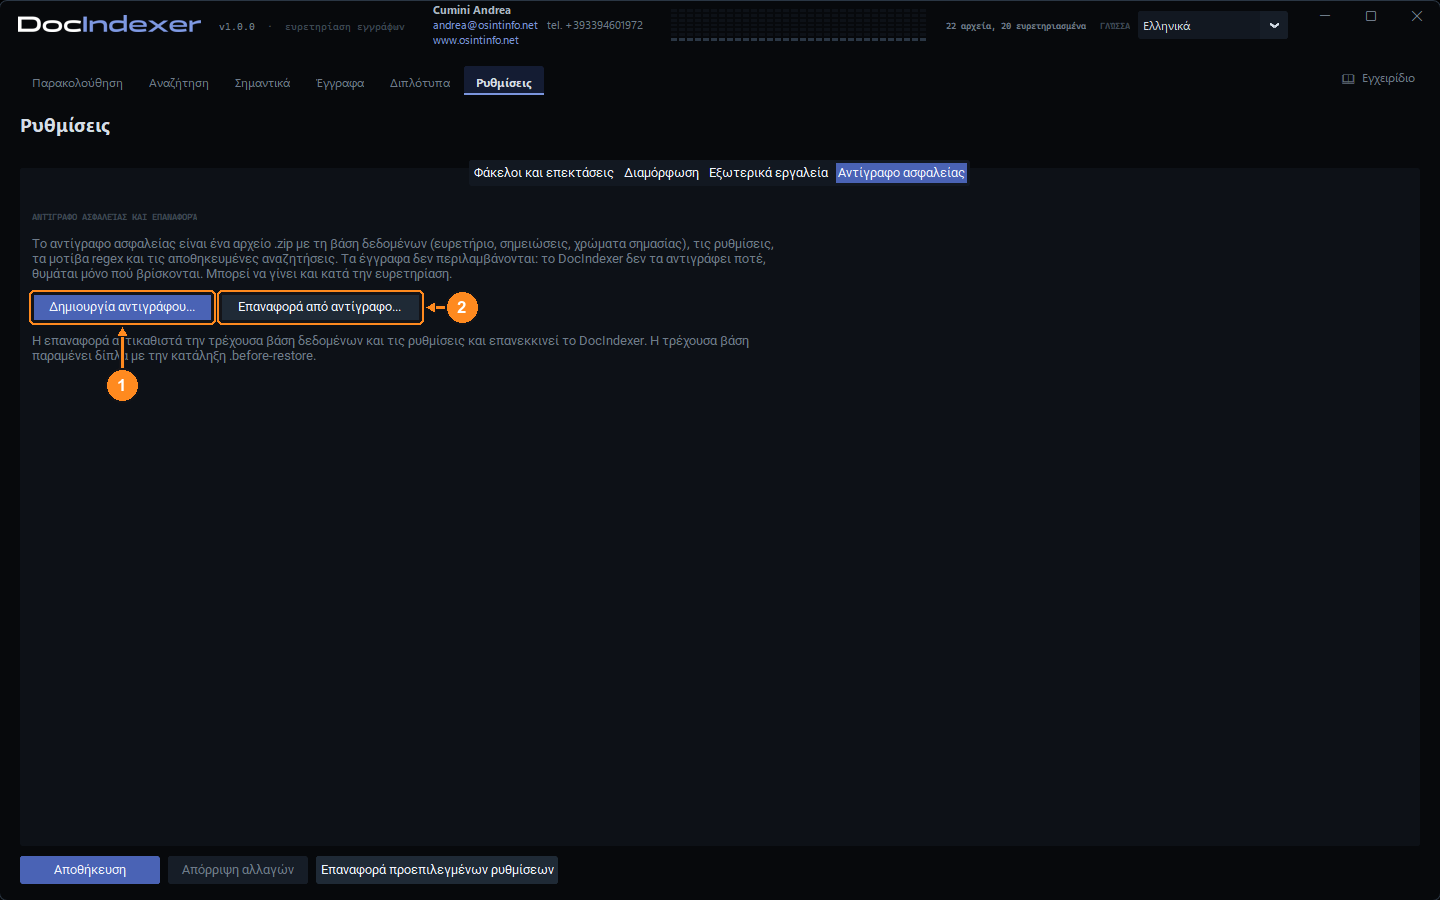 DocIndexer v1.0.0 · ευρετηρίαση εγγράφων
Cumini Andrea
andrea@osintinfo.net tel. +393394601972
www.osintinfo.net
22 αρχεία, 20 ευρετηριασμένα
ΓΛΏΣΣΑ
Ελληνικά
Παρακολούθηση
Αναζήτηση
Σημαντικά
Έγγραφα
Διπλότυπα
Ρυθμίσεις
Εγχειρίδιο
Ρυθμίσεις
Φάκελοι και επεκτάσεις
Διαμόρφωση
Εξωτερικά εργαλεία
Αντίγραφο ασφαλείας
ΑΝΤΊΓΡΑΦΟ ΑΣΦΑΛΕΊΑΣ ΚΑΙ ΕΠΑΝΑΦΟΡΆ
Το αντίγραφο ασφαλείας είναι ένα αρχείο .zip με τη βάση δεδομένων (ευρετήριο, σημειώσεις, χρώματα σημασίας), τις ρυθμίσεις,
τα μοτίβα regex και τις αποθηκευμένες αναζητήσεις. Τα έγγραφα δεν περιλαμβάνονται: το DocIndexer δεν τα αντιγράφει ποτέ,
θυμάται μόνο πού βρίσκονται. Μπορεί να γίνει και κατά την ευρετηρίαση.
Δημιουργία αντιγράφου...
Επαναφορά από αντίγραφο...
2
Η επαναφορά αντικαθιστά την τρέχουσα βάση δεδομένων και τις ρυθμίσεις και επανεκκινεί το DocIndexer. Η τρέχουσα βάση
παραμένει δίπλα με την κατάληξη .before-restore.
1
Αποθήκευση
Απόρριψη αλλαγών
Επαναφορά προεπιλεγμένων ρυθμίσεων